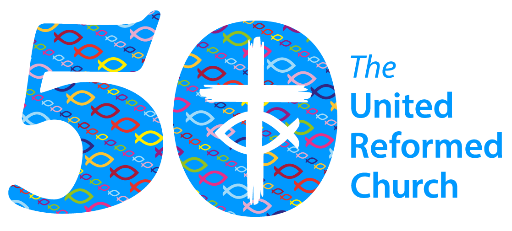 50
The
United
Reformed
Church